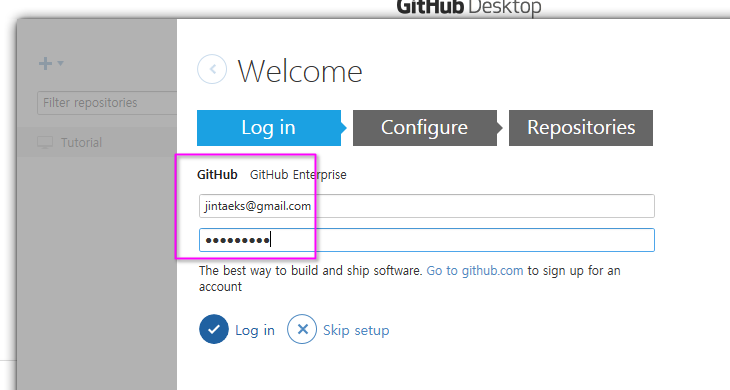 GitHub Desktop
Welcome
Filter repositories
Tutorial
Log in
Configure
Repositories
GitHub GitHub Enterprise
jintaeks@gmail.com
•••••••••
The best way to build and ship software. Go to github.com to sign up for an
account
Log in
Skip setup